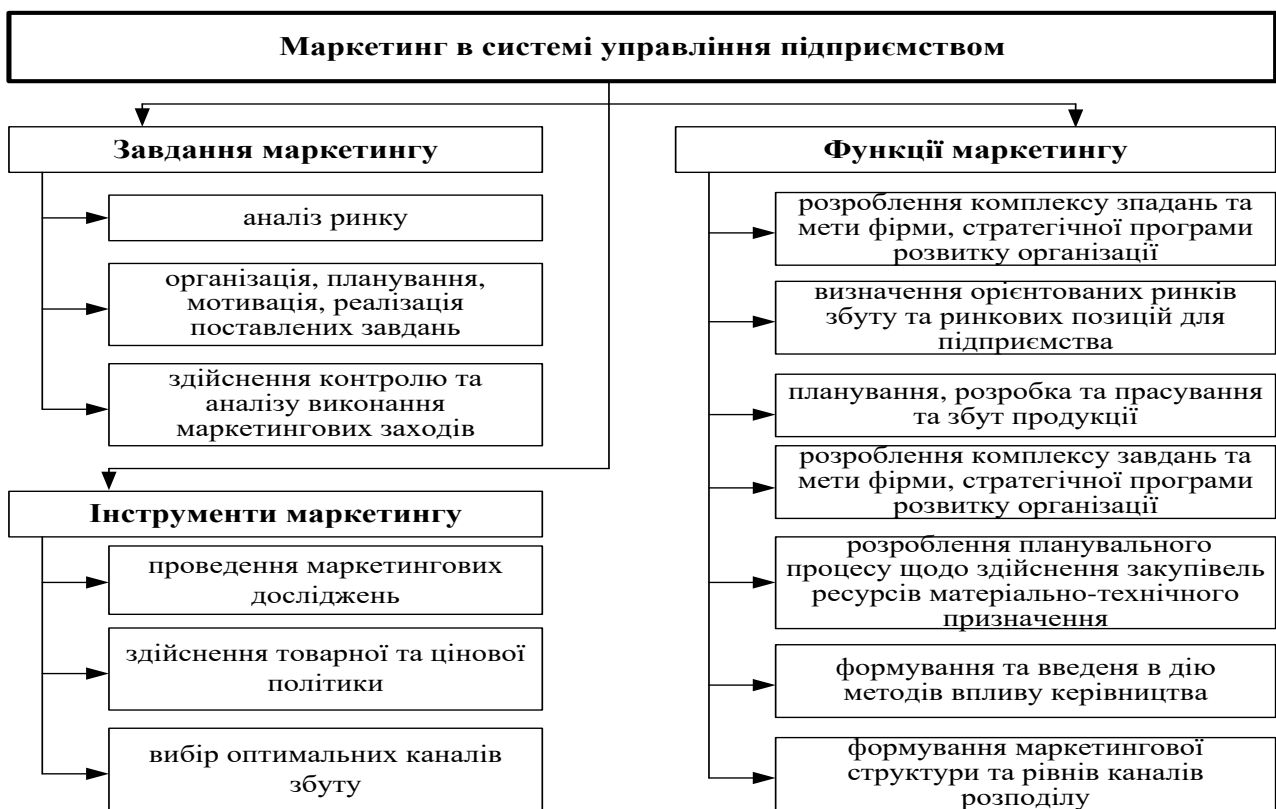 Маркетинг в системі управління підприємством
Завдання маркетингу
аналіз ринку
організація, планування,
мотивація, реалізація
поставлених завдань
здійснення контролю та
аналізу виконання
маркетингових заходів
Інструменти маркетингу
проведення маркетингових
досліджень
здійснення товарної та цінової
політики
вибір оптимальних каналів
збуту
Функції маркетингу
розроблення комплексу зпадань та
мети фірми, стратегічної програми
розвитку організації
визначення орієнтованих ринків
збуту та ринкових позицій для
підприємства
планування, розробка та прасування
та збут продукції
розроблення комплексу завдань та
мети фірми, стратегічної програми
розвитку організації
розроблення планувального
процесу щодо здійснення закупівель
ресурсів матеріально-технічного
призначення
формування та введеня в дію
методів впливу керівництва
формування маркетингової
структури та рівнів каналів
розподілу